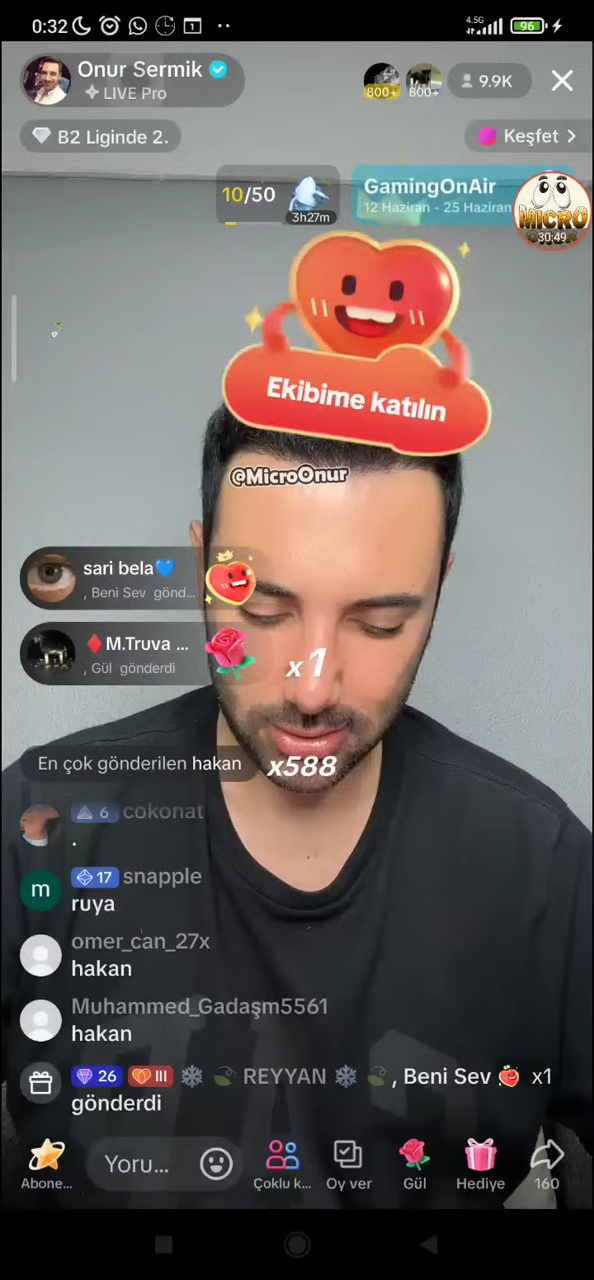 0:32
4.5G
96
Onur Sermik
LIVE Pro
800+
800+
9.9K
B2 Liginde 2.
Keşfet
10/50
3h27m
GamingOnAir
12 Haziran - 25 Haziran
MICRO
30:49
Ekibime katılın
@MicroOnur
sari bela💙
, Beni Sev gönd...
♦️M.Truva ...
, Gül gönderdi
x1
En çok gönderilen hakan
x588
6 cokonat
.
m
17 snapple
ruya
omer_can_27x
hakan
Muhammed_Gadaşm5561
hakan
26 III ❄️ 🍃 REYYAN ❄️ 🍃, Beni Sev x1
gönderdi
Abone...
Yoru...
Çoklu k...
Oy ver
Gül
Hediye
160